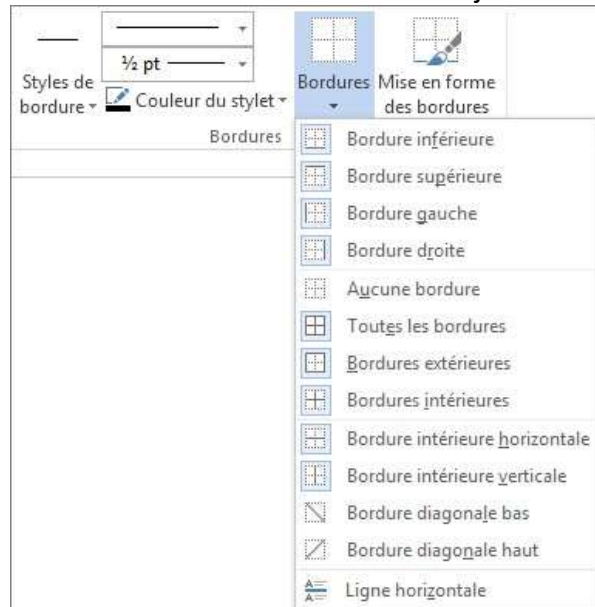 ½ pt
Styles de
bordure
Couleur du stylet
Bordures
Mise en forme
des bordures
Bordures
Bordure inférieure
Bordure supérieure
Bordure gauche
Bordure droite
Aucune bordure
Toutes les bordures
Bordures extérieures
Bordures intérieures
Bordure intérieure horizontale
Bordure intérieure verticale
Bordure diagonale bas
Bordure diagonale haut
Ligne horizontale